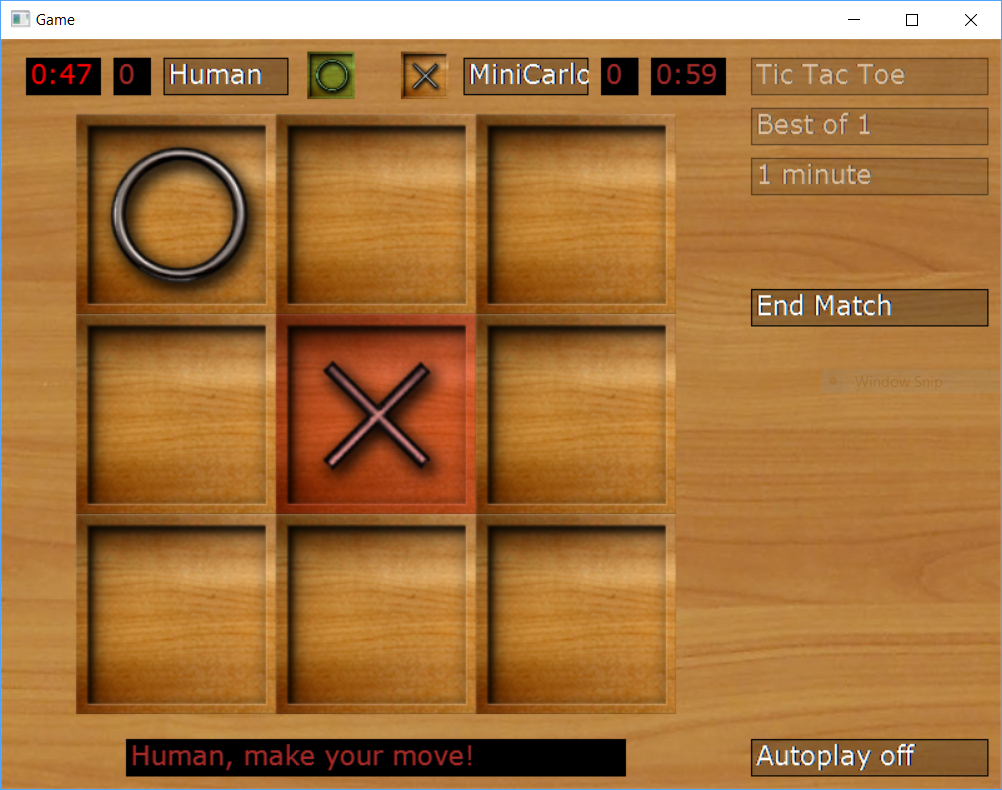 Game
0:47 0 Human MiniCarlo 0 0:59
Tic Tac Toe
Best of 1
1 minute
End Match
Window Snip
Human, make your move!
Autoplay off